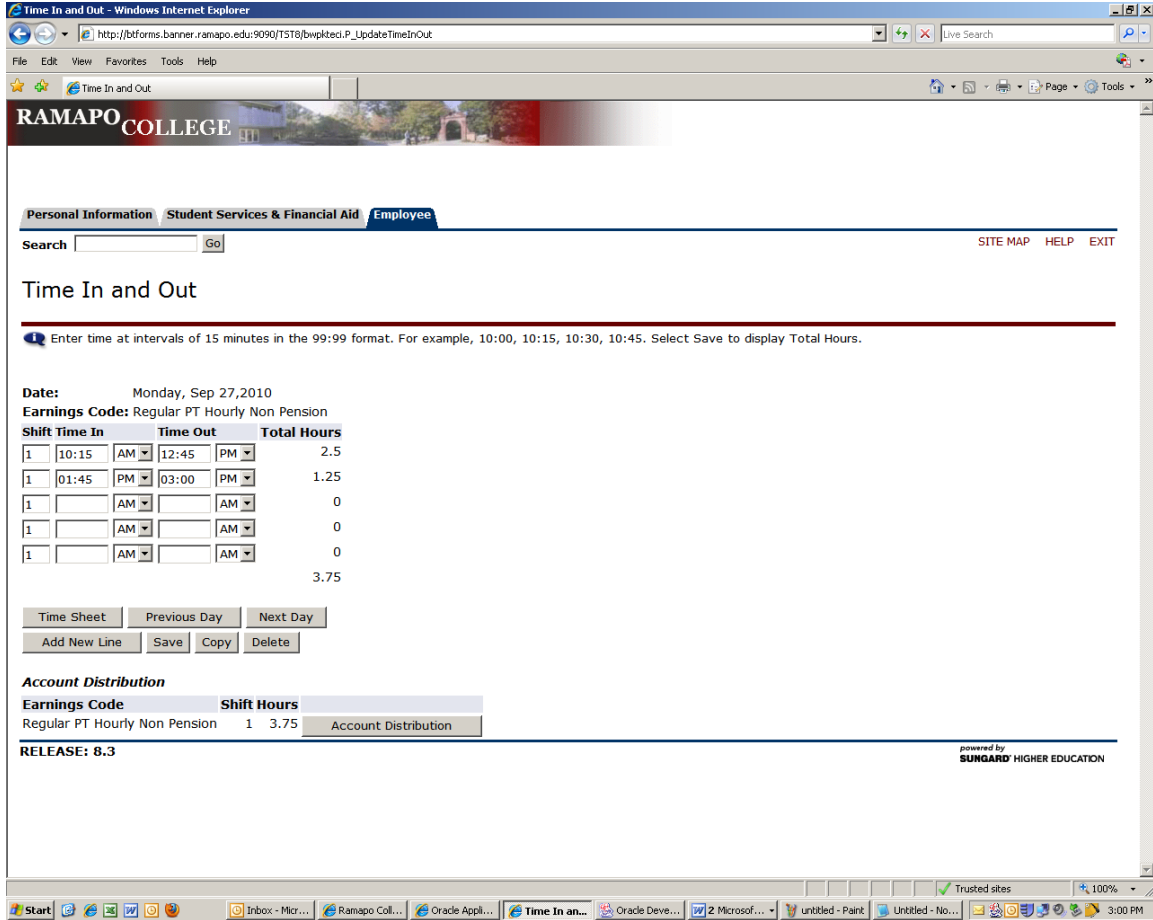 Time In and Out - Windows Internet Explorer
http://btforms.banner.ramapo.edu:9090/TST8/bwpkteci.P_UpdateTimeInOut
Live Search
File Edit View Favorites Tools Help
Time In and Out
Page Tools
RAMAPO COLLEGE
Personal Information Student Services & Financial Aid Employee
Search Go SITE MAP HELP EXIT
Time In and Out
Enter time at intervals of 15 minutes in the 99:99 format. For example, 10:00, 10:15, 10:30, 10:45. Select Save to display Total Hours.
Date: Monday, Sep 27,2010
Earnings Code: Regular PT Hourly Non Pension
Shift Time In Time Out Total Hours
1 10:15 AM 12:45 PM 2.5
1 01:45 PM 03:00 PM 1.25
1 AM AM 0
1 AM AM 0
1 AM AM 0
3.75
Time Sheet Previous Day Next Day
Add New Line Save Copy Delete
Account Distribution
Earnings Code Shift Hours
Regular PT Hourly Non Pension 1 3.75 Account Distribution
RELEASE: 8.3
powered by
SUNGARD' HIGHER EDUCATION
Trusted sites 100%
Start Inbox - Micr... Ramapo Coll... Oracle Appli... Time In an... Oracle Deve... 2 Microsof... untitled - Paint Untitled - No... 3:00 PM